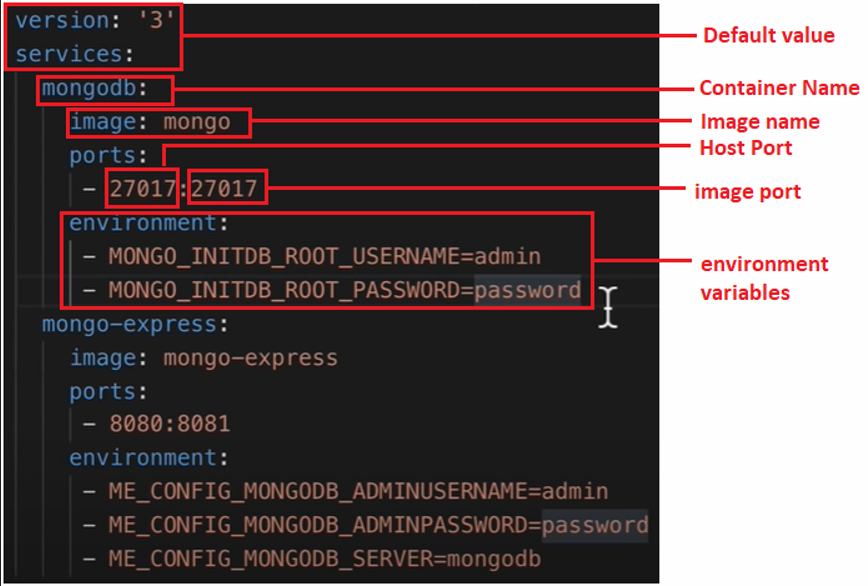 version: '3'
services:
  mongodb:
    image: mongo
    ports:
      - 27017:27017
    environment:
      - MONGO_INITDB_ROOT_USERNAME=admin
      - MONGO_INITDB_ROOT_PASSWORD=password
  mongo-express:
    image: mongo-express
    ports:
      - 8080:8081
    environment:
      - ME_CONFIG_MONGODB_ADMINUSERNAME=admin
      - ME_CONFIG_MONGODB_ADMINPASSWORD=password
      - ME_CONFIG_MONGODB_SERVER=mongodb
Default value
Container Name
Image name
Host Port
image port
environment
variables